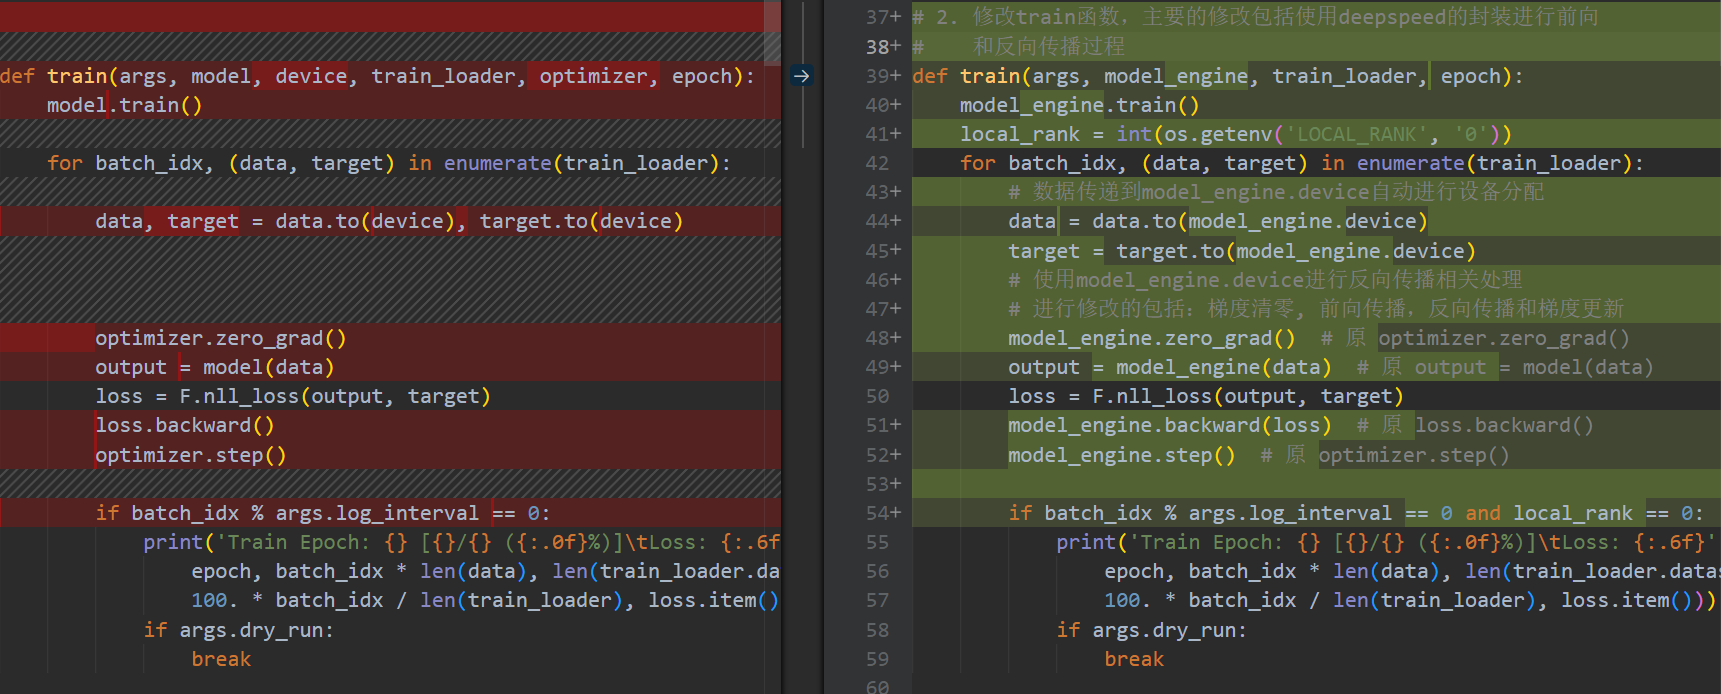 def train(args, model, device, train_loader, optimizer, epoch):
    model.train()
    for batch_idx, (data, target) in enumerate(train_loader):
        data, target = data.to(device), target.to(device)
        optimizer.zero_grad()
        output = model(data)
        loss = F.nll_loss(output, target)
        loss.backward()
        optimizer.step()
        if batch_idx % args.log_interval == 0:
            print('Train Epoch: {} [{}/{} ({:.0f}%)]\tLoss: {:.6f
                epoch, batch_idx * len(data), len(train_loader.da
                100. * batch_idx / len(train_loader), loss.item()
            if args.dry_run:
                break
37+ # 2. 修改train函数，主要的修改包括使用deepspeed的封装进行前向
38+ #    和反向传播过程
39+ def train(args, model_engine, train_loader, epoch):
40+     model_engine.train()
41+     local_rank = int(os.getenv('LOCAL_RANK', '0'))
42     for batch_idx, (data, target) in enumerate(train_loader):
43+         # 数据传递到model_engine.device自动进行设备分配
44+         data = data.to(model_engine.device)
45+         target = target.to(model_engine.device)
46+         # 使用model_engine.device进行反向传播相关处理
47+         # 进行修改的包括：梯度清零，前向传播，反向传播和梯度更新
48+         model_engine.zero_grad()  # 原 optimizer.zero_grad()
49+         output = model_engine(data)  # 原 output = model(data)
50         loss = F.nll_loss(output, target)
51+         model_engine.backward(loss)  # 原 loss.backward()
52+         model_engine.step()  # 原 optimizer.step()
53+
54+         if batch_idx % args.log_interval == 0 and local_rank == 0:
55             print('Train Epoch: {} [{}/{} ({:.0f}%)]\tLoss: {:.6f}'
56                 epoch, batch_idx * len(data), len(train_loader.datas
57                 100. * batch_idx / len(train_loader), loss.item()))
58             if args.dry_run:
59                 break
60